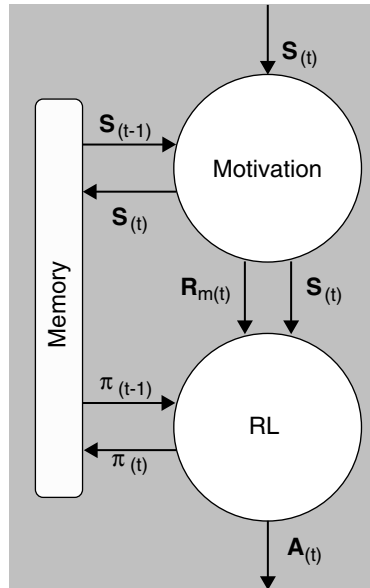 S(t)
S(t-1)
Motivation
S(t)
Rm(t)
S(t)
Memory
π(t-1)
RL
π(t)
A(t)